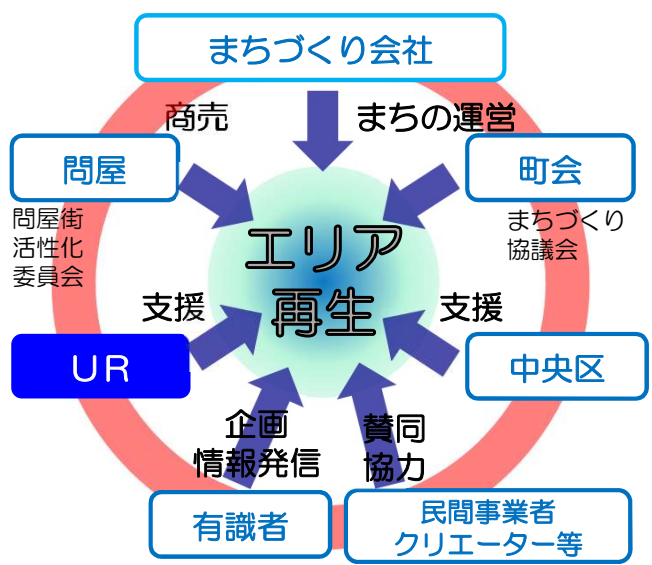 まちづくり会社
商売
まちの運営
問屋
町会
問屋街
活性化
委員会
まちづくり
協議会
エリア
再生
支援
支援
UR
中央区
企画
情報発信
賛同
協力
有識者
民間事業者
クリエーター等